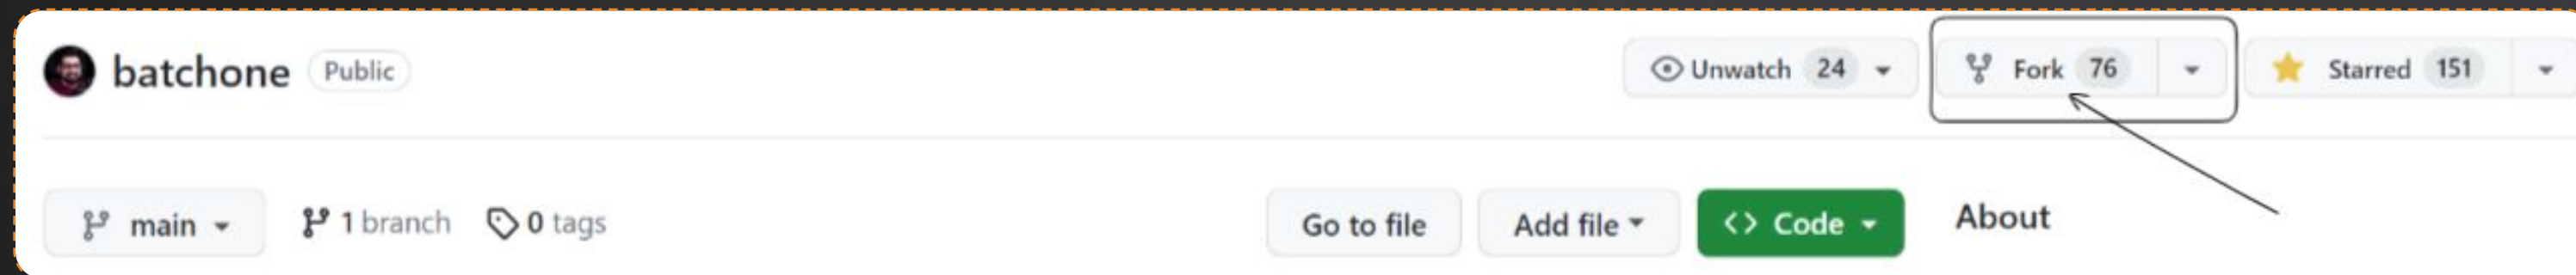 batchone Public Unwatch 24 Fork 76 Starred 151
main 1 branch 0 tags Go to file Add file <> Code About